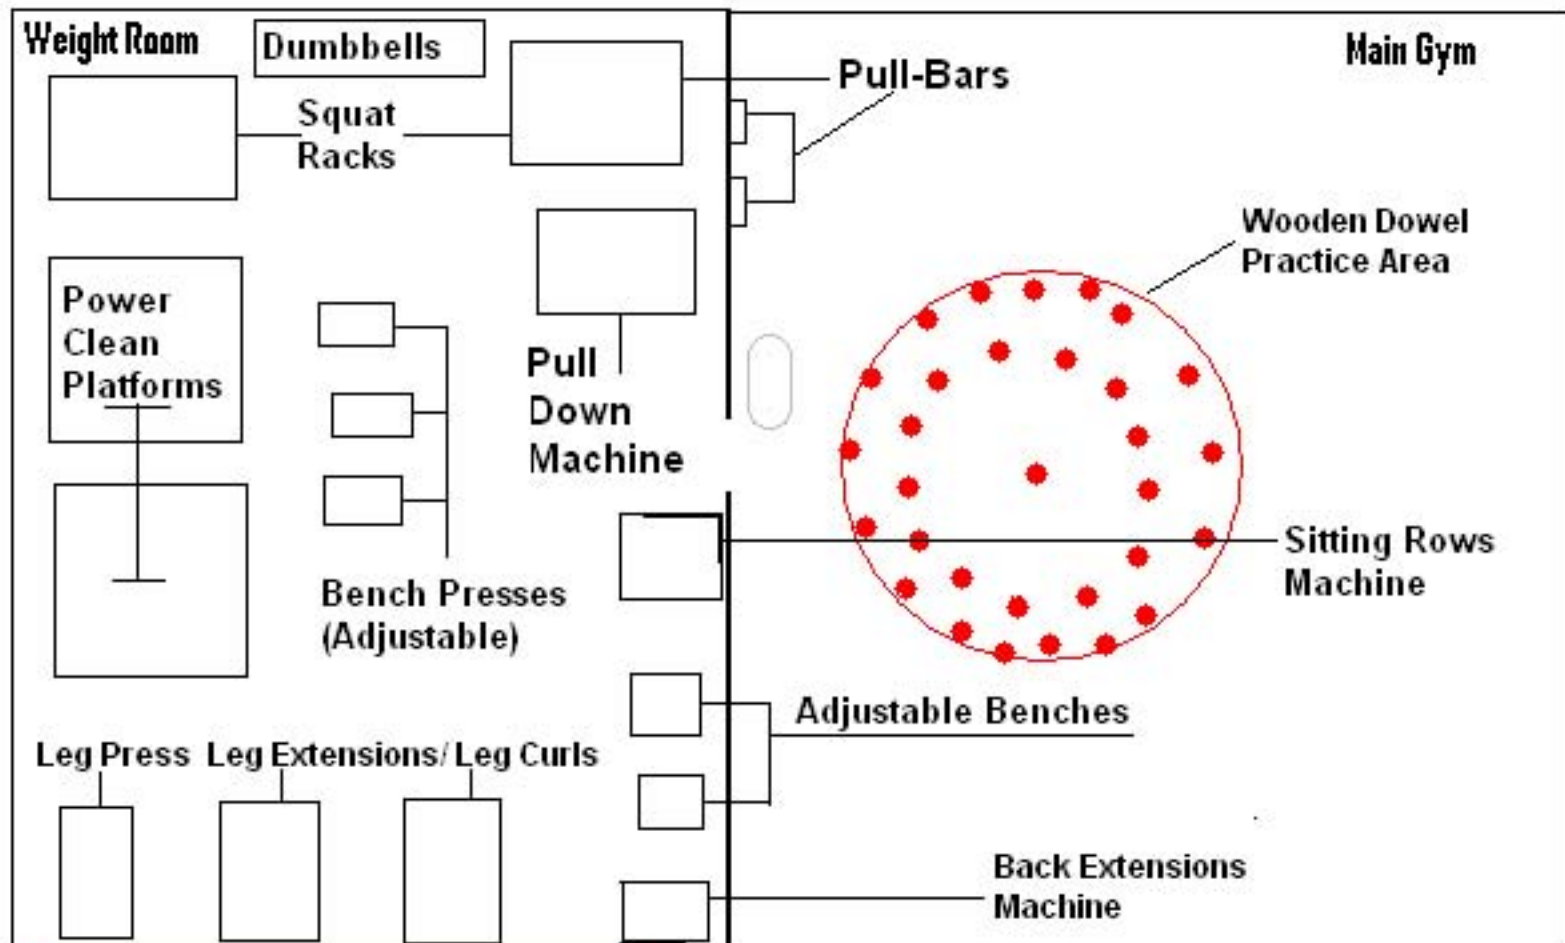 Weight Room
Dumbbells
Main Gym
Pull-Bars
Squat
Racks
Wooden Dowel
Practice Area
Power
Clean
Platforms
Pull
Down
Machine
Sitting Rows
Machine
Bench Presses
(Adjustable)
Adjustable Benches
Leg Press
Leg Extensions/ Leg Curls
Back Extensions
Machine